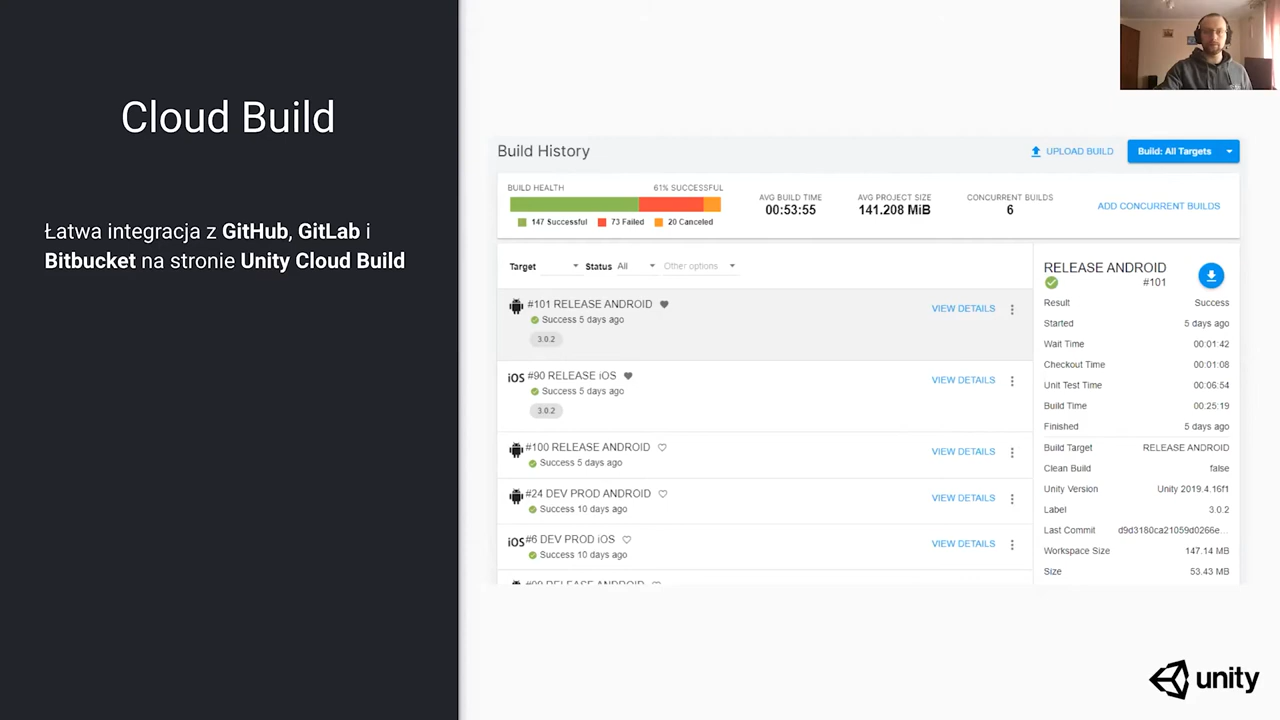 Cloud Build
Łatwa integracja z GitHub, GitLab i
Bitbucket na stronie Unity Cloud Build
Build History
UPLOAD BUILD
Build: All Targets
BUILD HEALTH
61% SUCCESSFUL
147 Successful
73 Failed
20 Canceled
AVG BUILD TIME
00:53:55
AVG PROJECT SIZE
141.208 MiB
CONCURRENT BUILDS
6
ADD CONCURRENT BUILDS
Target
Status All
Other options
#101 RELEASE ANDROID
Success 5 days ago
3.0.2
VIEW DETAILS
iOS #90 RELEASE iOS
Success 5 days ago
3.0.2
VIEW DETAILS
#100 RELEASE ANDROID
Success 5 days ago
VIEW DETAILS
#24 DEV PROD ANDROID
Success 10 days ago
VIEW DETAILS
iOS #6 DEV PROD iOS
Success 10 days ago
VIEW DETAILS
RELEASE ANDROID
#101
Result Success
Started 5 days ago
Wait Time 00:01:42
Checkout Time 00:01:08
Unit Test Time 00:06:54
Build Time 00:25:19
Finished 5 days ago
Build Target RELEASE ANDROID
Clean Build false
Unity Version Unity 2019.4.16f1
Label 3.0.2
Last Commit d9d3180ca21059d0266e...
Workspace Size 147.14 MB
Size 53.43 MB
unity